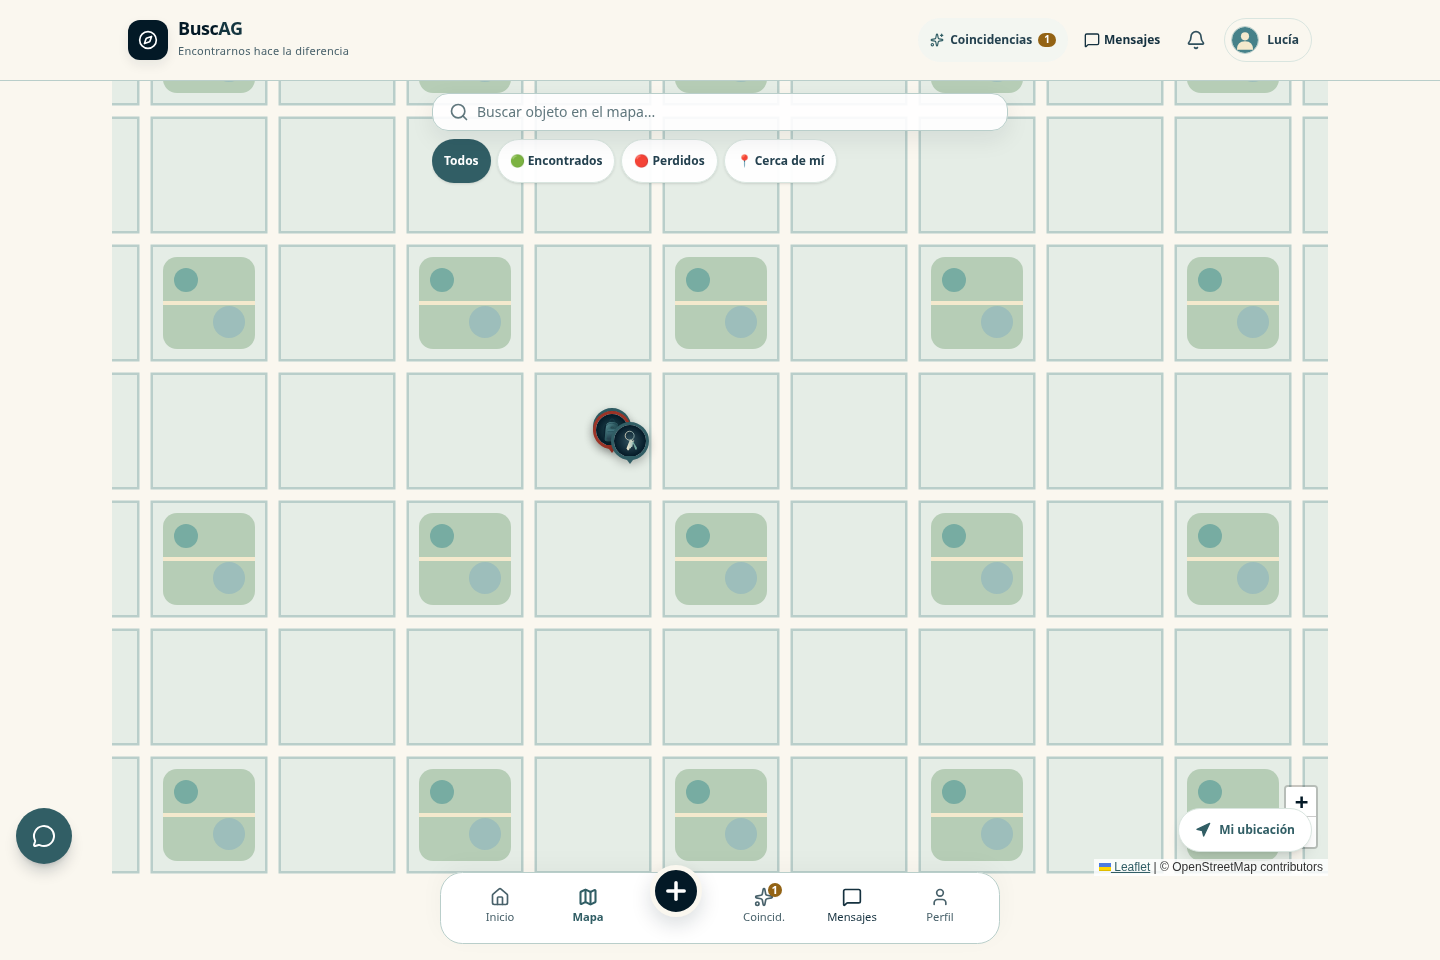 BuscAG
Encontrarnos hace la diferencia
Coincidencias 1
Mensajes
Lucía
Buscar objeto en el mapa...
Todos
Encontrados
Perdidos
Cerca de mí
+
Mi ubicación
Leaflet | © OpenStreetMap contributors
Inicio
Mapa
1
Coincid.
Mensajes
Perfil